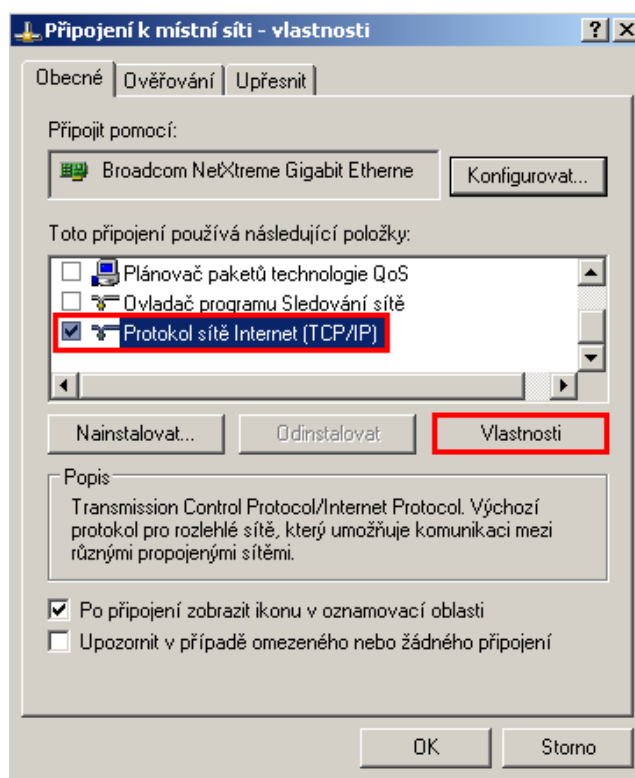 Připojení k místní síti - vlastnosti
Obecné Ověřování Upřesnit
Připojit pomocí:
Broadcom NetXtreme Gigabit Etherne Konfigurovat...
Toto připojení používá následující položky:
Plánovač paketů technologie QoS
Ovladač programu Sledování sítě
Protokol sítě Internet (TCP/IP)
Nainstalovat... Odinstalovat Vlastnosti
Popis
Transmission Control Protocol/Internet Protocol. Výchozí
protokol pro rozlehlé sítě, který umožňuje komunikaci mezi
různými propojenými sítěmi.
Po připojení zobrazit ikonu v oznamovací oblasti
Upozornit v případě omezeného nebo žádného připojení
OK Storno